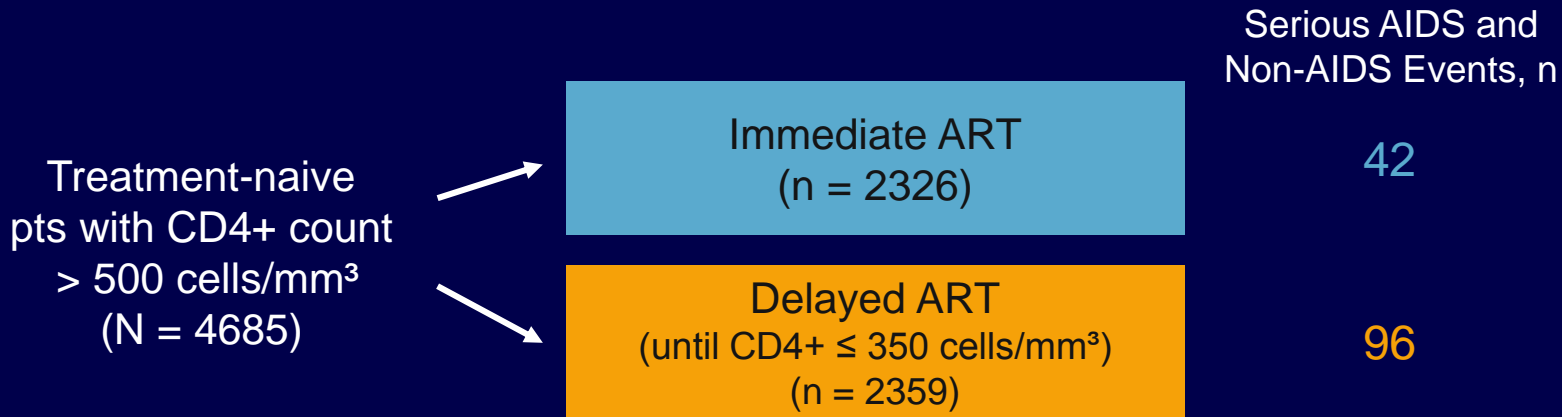 Serious AIDS and
Non-AIDS Events, n
Treatment-naive
pts with CD4+ count
> 500 cells/mm³
(N = 4685)
Immediate ART
(n = 2326)
42
Delayed ART
(until CD4+ ≤ 350 cells/mm³)
(n = 2359)
96